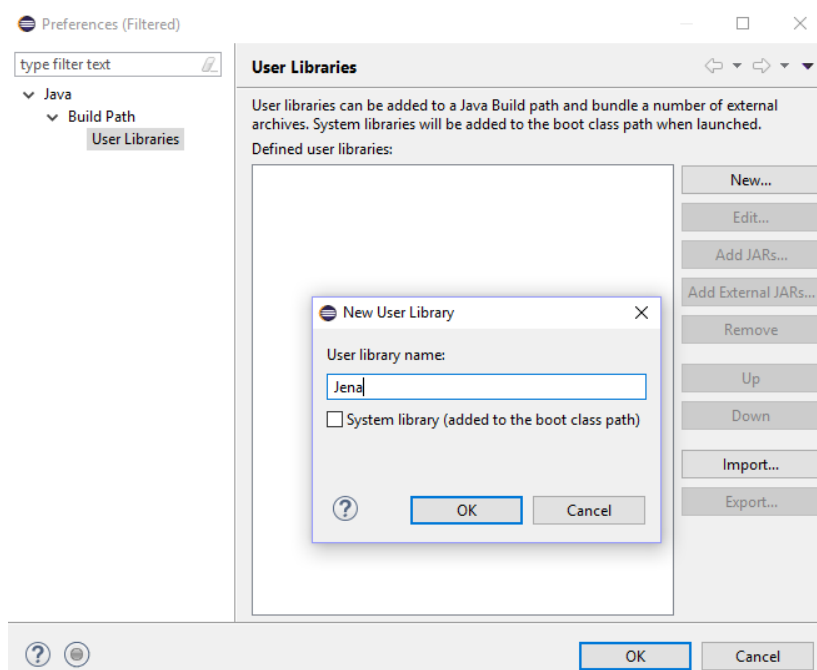 Preferences (Filtered)
type filter text
Java
Build Path
User Libraries
User Libraries
User libraries can be added to a Java Build path and bundle a number of external
archives. System libraries will be added to the boot class path when launched.
Defined user libraries:
New...
Edit...
Add JARs...
Add External JARs...
Remove
Up
Down
Import...
Export...
New User Library
User library name:
Jena
System library (added to the boot class path)
OK
Cancel
OK
Cancel